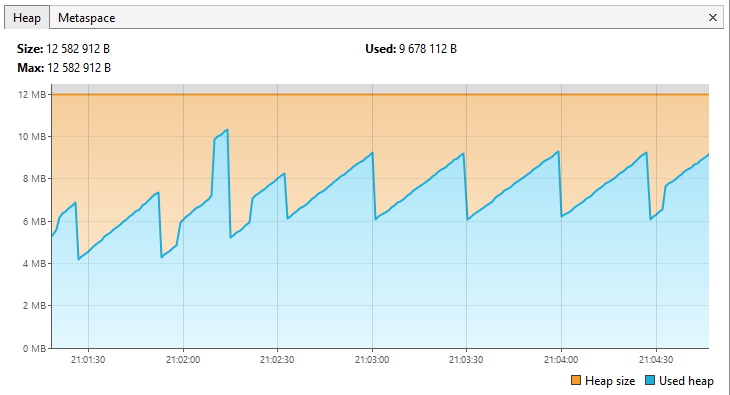 Heap Metaspace ×
Size: 12 582 912 B Used: 9 678 112 B
Max: 12 582 912 B
12 MB
10 MB
8 MB
6 MB
4 MB
2 MB
0 MB
21:01:30 21:02:00 21:02:30 21:03:00 21:03:30 21:04:00 21:04:30
Heap size Used heap